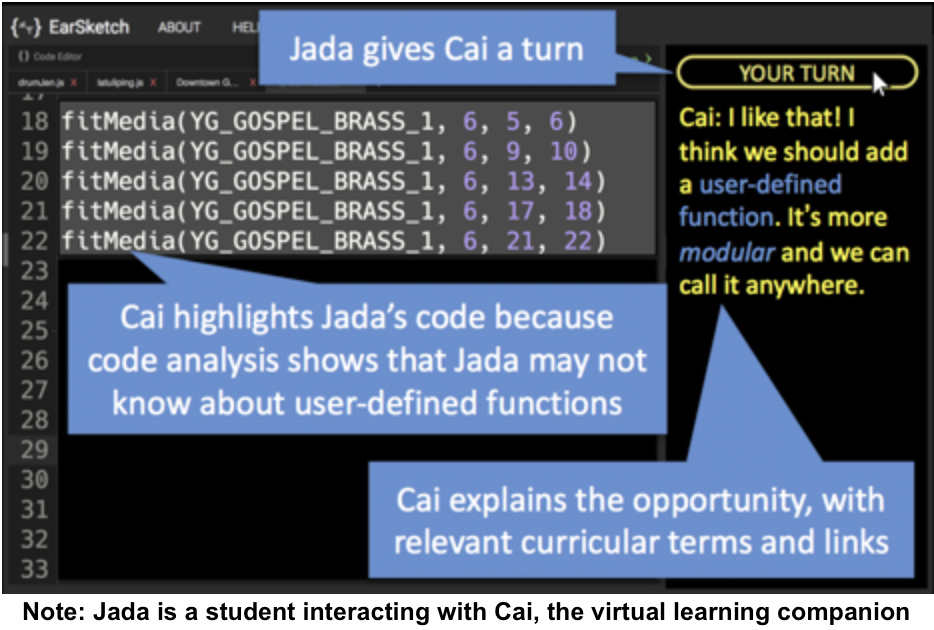 EarSketch ABOUT
Jada gives Cai a turn
Code Editor
drumJen.js X latuliping.js X Downtown G... X
YOUR TURN
17
18 fitMedia(YG_GOSPEL_BRASS_1, 6, 5, 6)
19 fitMedia(YG_GOSPEL_BRASS_1, 6, 9, 10)
20 fitMedia(YG_GOSPEL_BRASS_1, 6, 13, 14)
21 fitMedia(YG_GOSPEL_BRASS_1, 6, 17, 18)
22 fitMedia(YG_GOSPEL_BRASS_1, 6, 21, 22)
23
24
25
26
27
28
29
30
31
32
33
Cai: I like that! I
think we should add
a user-defined
function. It's more
modular and we can
call it anywhere.
Cai highlights Jada's code because
code analysis shows that Jada may not
know about user-defined functions
Cai explains the opportunity, with
relevant curricular terms and links
Note: Jada is a student interacting with Cai, the virtual learning companion